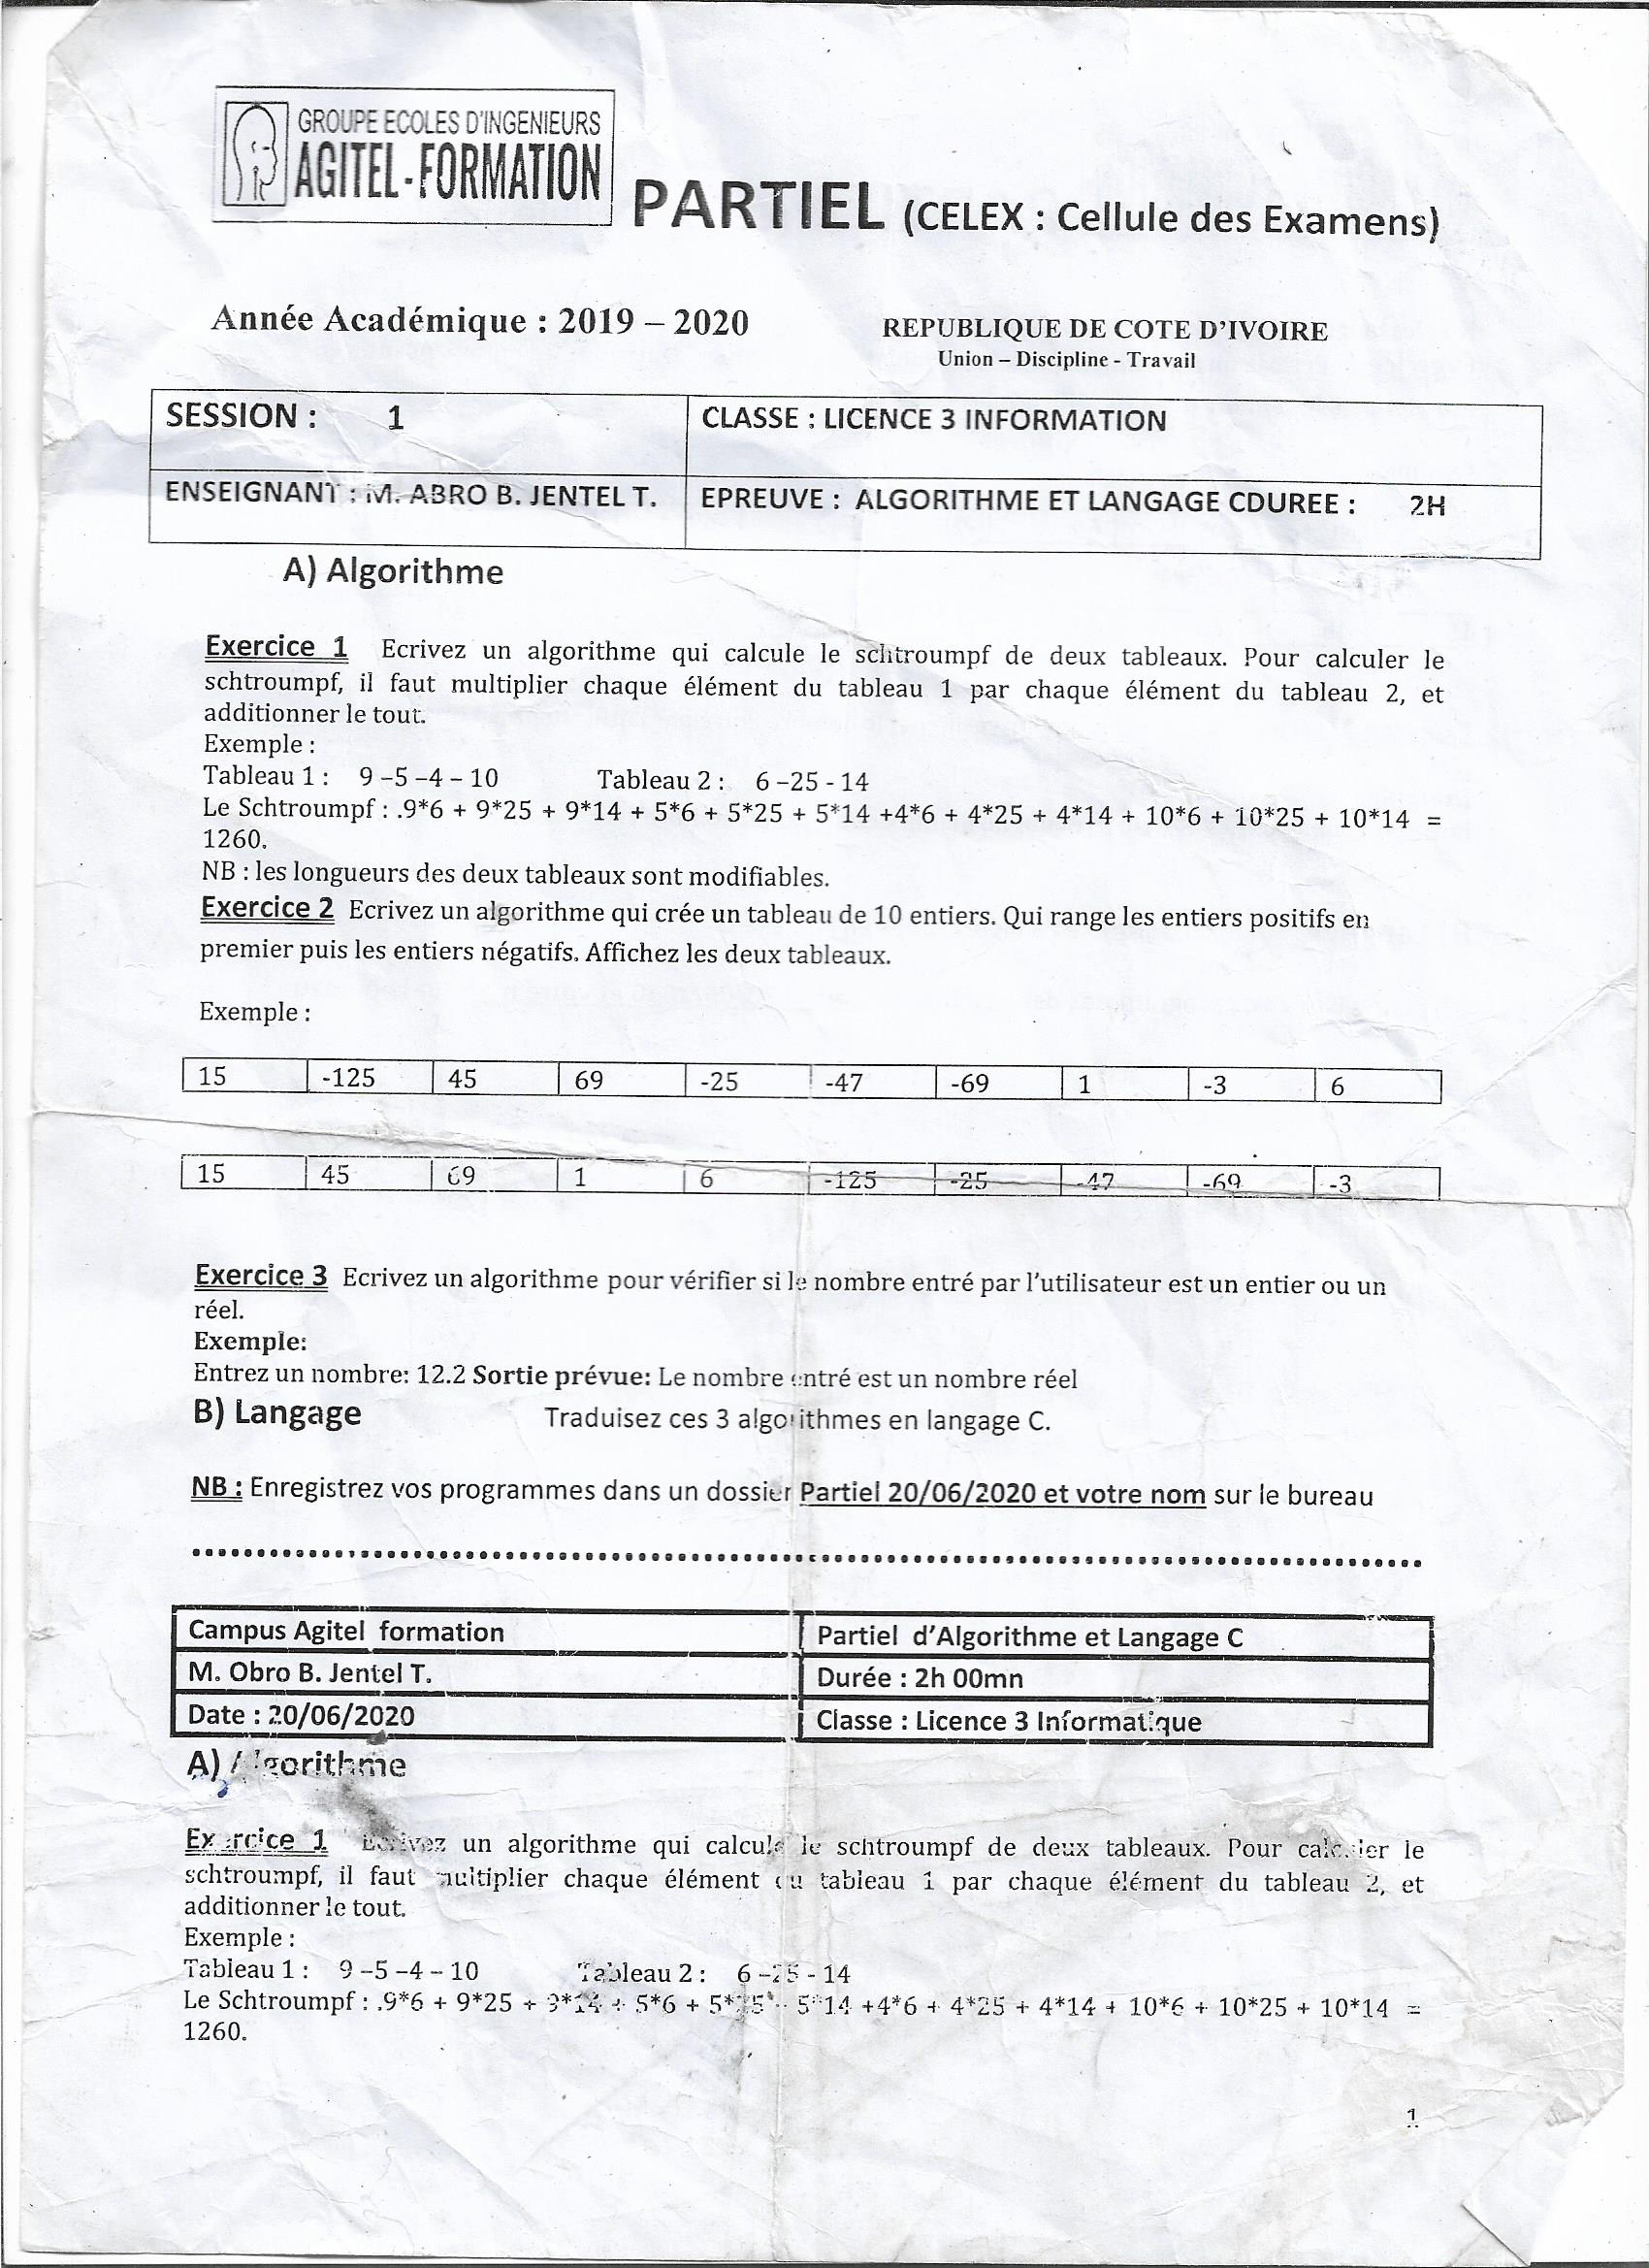 GROUPE ECOLES D'INGENIEURS
AGITEL-FORMATION
PARTIEL (CELEX : Cellule des Examens)
Année Académique : 2019 – 2020
REPUBLIQUE DE COTE D'IVOIRE
Union – Discipline - Travail
SESSION : 1
CLASSE : LICENCE 3 INFORMATION
ENSEIGNANT : M. ABRO B. JENTEL T.
EPREUVE : ALGORITHME ET LANGAGE CDUREE : 2H
A) Algorithme
Exercice 1 Ecrivez un algorithme qui calcule le schtroumpf de deux tableaux. Pour calculer le
schtroumpf, il faut multiplier chaque élément du tableau 1 par chaque élément du tableau 2, et
additionner le tout.
Exemple :
Tableau 1 : 9 –5 –4 – 10 Tableau 2 : 6 –25 - 14
Le Schtroumpf : .9*6 + 9*25 + 9*14 + 5*6 + 5*25 + 5*14 +4*6 + 4*25 + 4*14 + 10*6 + 10*25 + 10*14 =
1260.
NB : les longueurs des deux tableaux sont modifiables.
Exercice 2 Ecrivez un algorithme qui crée un tableau de 10 entiers. Qui range les entiers positifs en
premier puis les entiers négatifs. Affichez les deux tableaux.
Exemple :
15 -125 45 69 -25 -47 -69 1 -3 6
15 45 69 1 6 -125 -25 -47 -69 -3
Exercice 3 Ecrivez un algorithme pour vérifier si le nombre entré par l'utilisateur est un entier ou un
réel.
Exemple:
Entrez un nombre: 12.2 Sortie prévue: Le nombre entré est un nombre réel
B) Langage Traduisez ces 3 algorithmes en langage C.
NB : Enregistrez vos programmes dans un dossier Partiel 20/06/2020 et votre nom sur le bureau
Campus Agitel formation
Partiel d'Algorithme et Langage C
M. Obro B. Jentel T.
Durée : 2h 00mn
Date : 20/06/2020
Classe : Licence 3 Informatique
A) Algorithme
Exercice 1 Ecrivez un algorithme qui calcule le schtroumpf de deux tableaux. Pour calculer le
schtroumpf, il faut multiplier chaque élément du tableau 1 par chaque élément du tableau 2, et
additionner le tout.
Exemple :
Tableau 1 : 9 –5 –4 – 10 Tableau 2 : 6 –25 - 14
Le Schtroumpf : .9*6 + 9*25 + 9*14 + 5*6 + 5*25 + 5*14 +4*6 + 4*25 + 4*14 + 10*6 + 10*25 + 10*14 =
1260.
1